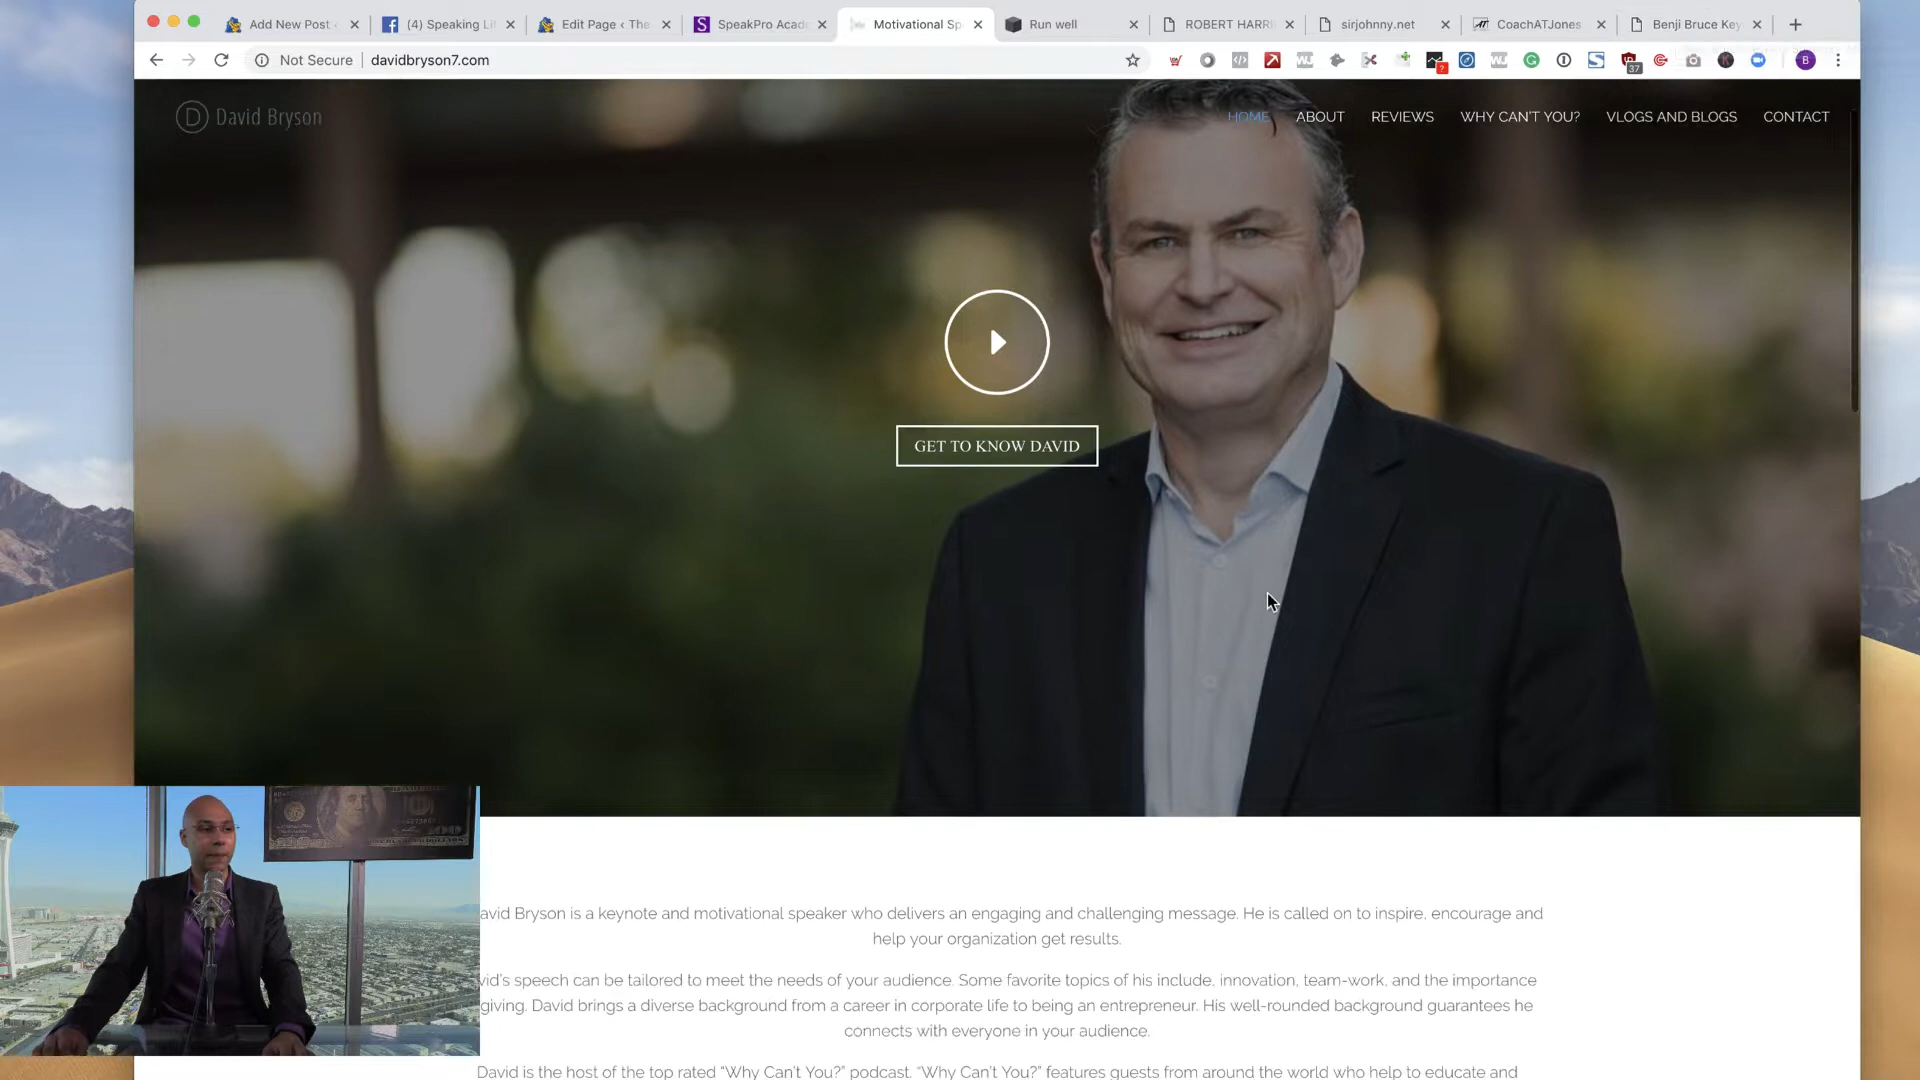 Add New Post
(4) Speaking Li
Edit Page ‹ The
SpeakPro Acad
Motivational Sp
Run well
ROBERT HARRI
sirjohnny.net
CoachATJones
Benji Bruce Key
Not Secure
davidbryson7.com
37
B
D David Bryson
HOME
ABOUT
REVIEWS
WHY CAN'T YOU?
VLOGS AND BLOGS
CONTACT
GET TO KNOW DAVID
avid Bryson is a keynote and motivational speaker who delivers an engaging and challenging message. He is called on to inspire, encourage and
help your organization get results.
vid's speech can be tailored to meet the needs of your audience. Some favorite topics of his include, innovation, team-work, and the importance
giving. David brings a diverse background from a career in corporate life to being an entrepreneur. His well-rounded background guarantees he
connects with everyone in your audience.
David is the host of the top rated “Why Can't You?” podcast. “Why Can't You?” features guests from around the world who help to educate and